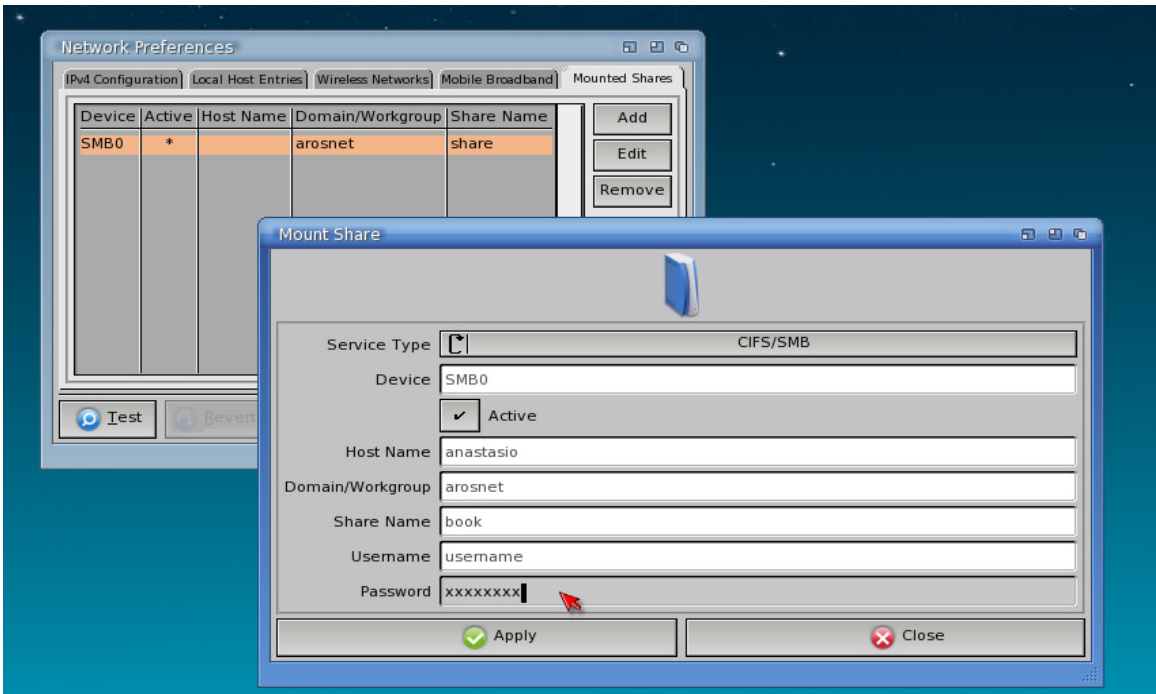 Network Preferences
IPv4 Configuration Local Host Entries Wireless Networks Mobile Broadband Mounted Shares
Device Active Host Name Domain/Workgroup Share Name
SMB0 * arosnet share
Add
Edit
Remove
Test Revert
Mount Share
Service Type CIFS/SMB
Device SMB0
✔ Active
Host Name anastasio
Domain/Workgroup arosnet
Share Name book
Username username
Password xxxxxxxx
Apply Close